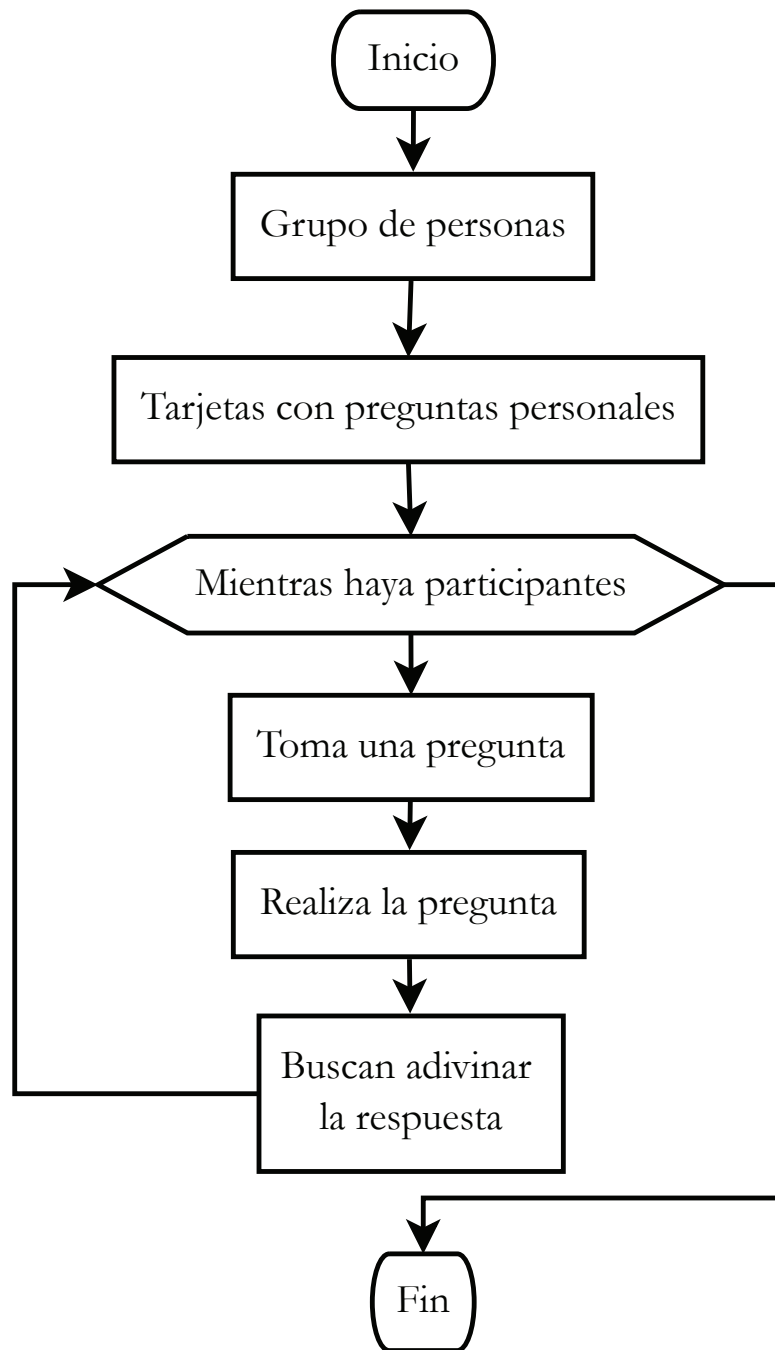 Inicio
Grupo de personas
Tarjetas con preguntas personales
Mientras haya participantes
Toma una pregunta
Realiza la pregunta
Buscan adivinar
la respuesta
Fin